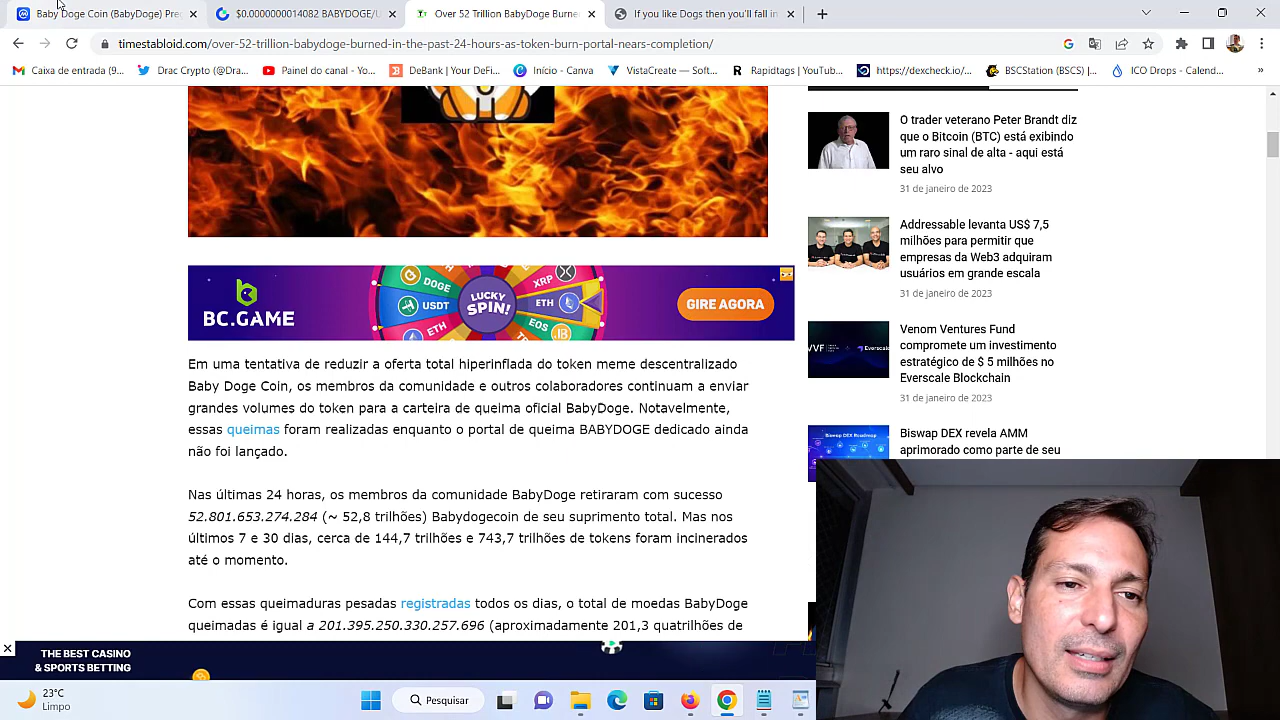 Baby Doge Coin (BabyDoge) Prec
$0.0000000014082 BABYDOGE/U
Over 52 Trillion BabyDoge Burned
If you like Dogs then you'll fall in
timestabloid.com/over-52-trillion-babydoge-burned-in-the-past-24-hours-as-token-burn-portal-nears-completion/
Caixa de entrada (9...
Drac Crypto (@Dra...
Painel do canal - Yo...
DeBank | Your DeFi...
Início - Canva
VistaCreate — Soft...
Rapidtags | YouTub...
https://dexcheck.io/...
BSCStation (BSCS) |...
ICO Drops - Calend...
»
BC.GAME
DOGE
USDT
ETH
LUCKY
SPIN!
XRP
ETH
EOS
GIRE AGORA
Em uma tentativa de reduzir a oferta total hiperinflada do token meme descentralizado
Baby Doge Coin, os membros da comunidade e outros colaboradores continuam a enviar
grandes volumes do token para a carteira de queima oficial BabyDoge. Notavelmente,
essas queimas foram realizadas enquanto o portal de queima BABYDOGE dedicado ainda
não foi lançado.
Nas últimas 24 horas, os membros da comunidade BabyDoge retiraram com sucesso
52.801.653.274.284 (~ 52,8 trilhões) Babydogecoin de seu suprimento total. Mas nos
últimos 7 e 30 dias, cerca de 144,7 trilhões e 743,7 trilhões de tokens foram incinerados
até o momento.
Com essas queimaduras pesadas registradas todos os dias, o total de moedas BabyDoge
queimadas é igual a 201.395.250.330.257.696 (aproximadamente 201,3 quatrilhões de
O trader veterano Peter Brandt diz
que o Bitcoin (BTC) está exibindo
um raro sinal de alta - aqui está
seu alvo
31 de janeiro de 2023
Addressable levanta US$ 7,5
milhões para permitir que
empresas da Web3 adquiram
usuários em grande escala
31 de janeiro de 2023
Venom Ventures Fund
compromete um investimento
estratégico de $ 5 milhões no
Everscale Blockchain
31 de janeiro de 2023
Biswap DEX revela AMM
aprimorado como parte de seu
VVF
Everscale
Biswap DEX Roadmap
THE BEST CASINO
& SPORTS BETTING
23°C
Limpo
Pesquisar